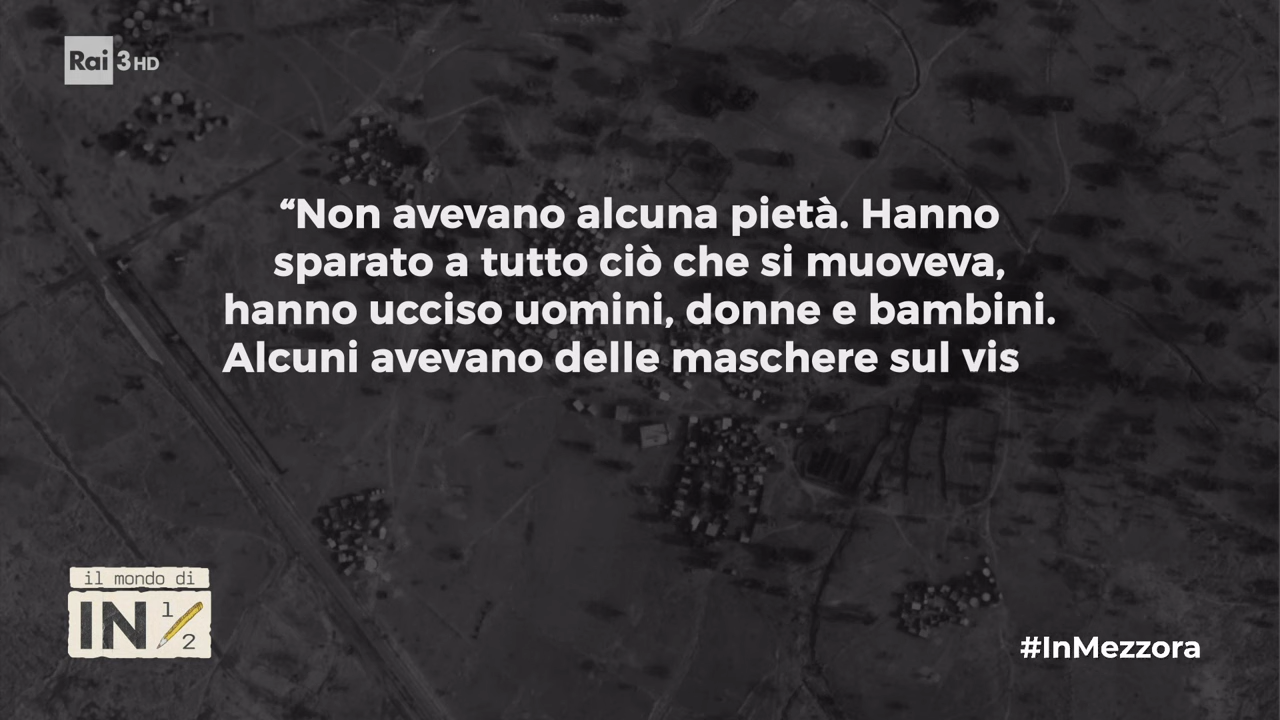 Rai 3HD
“Non avevano alcuna pietà. Hanno
sparato a tutto ciò che si muoveva,
hanno ucciso uomini, donne e bambini.
Alcuni avevano delle maschere sul vis
il mondo di
IN 1/2
#InMezzora